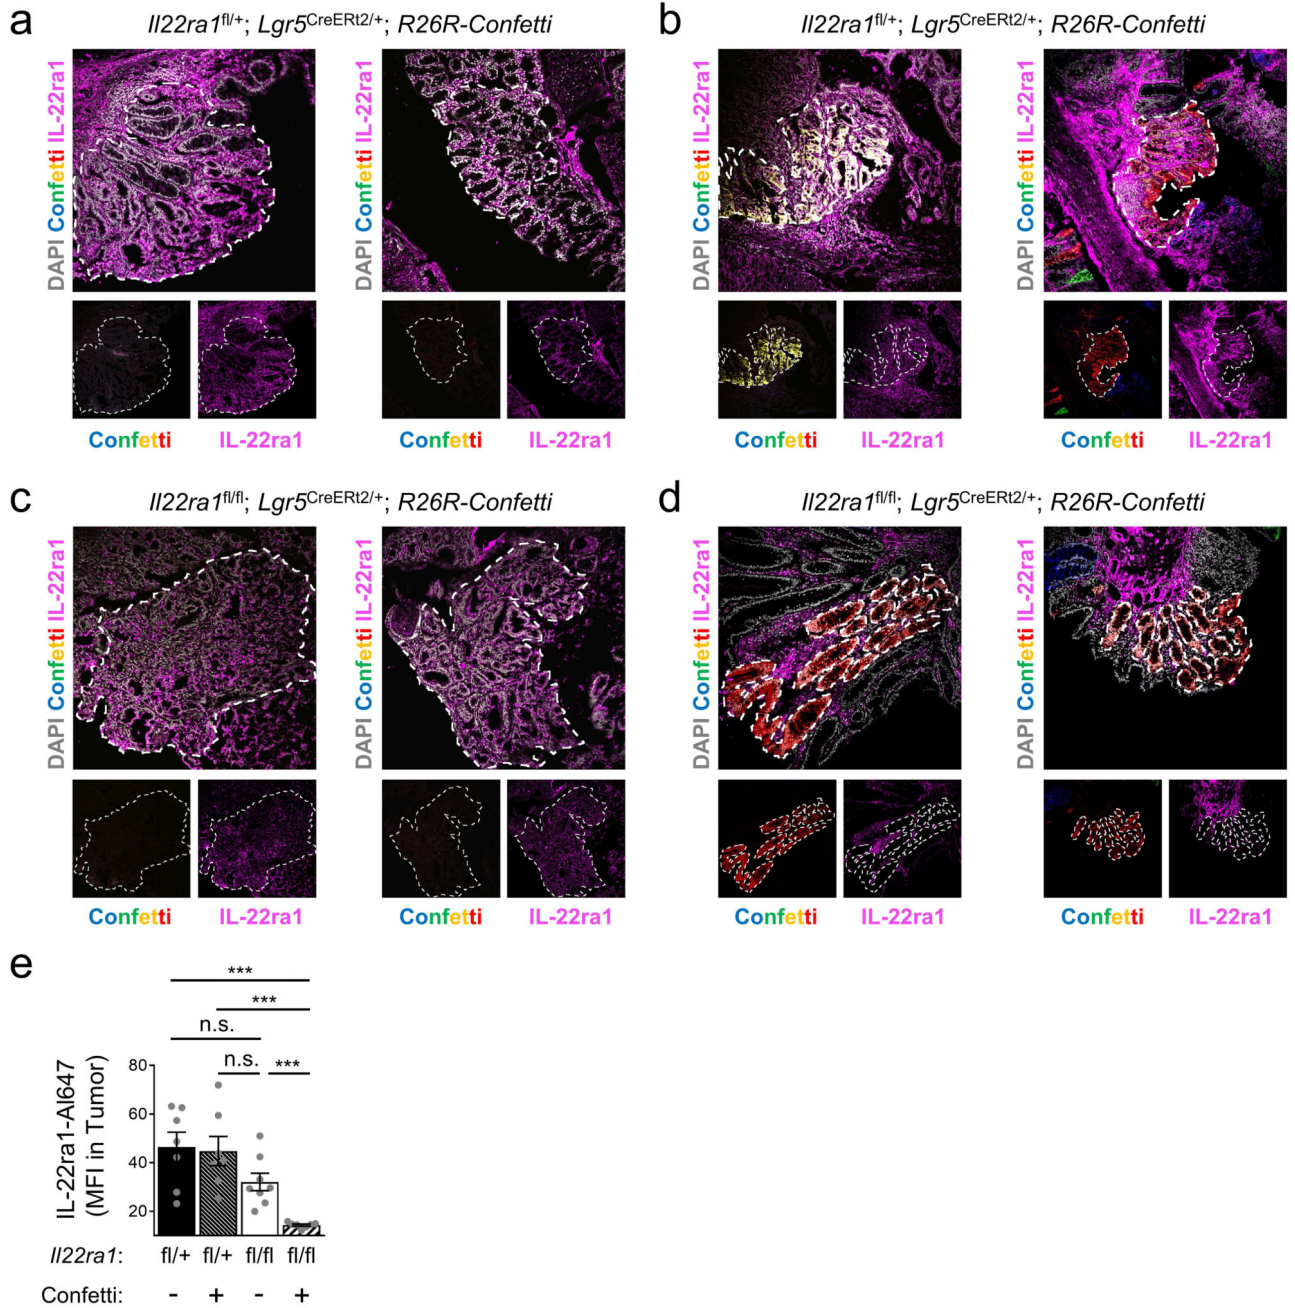 a
Il22ra1fl/+; Lgr5CreERt2/+; R26R-Confetti
DAPI Confetti IL-22ra1
DAPI Confetti IL-22ra1
Confetti
IL-22ra1
Confetti
IL-22ra1
b
Il22ra1fl/+; Lgr5CreERt2/+; R26R-Confetti
DAPI Confetti IL-22ra1
DAPI Confetti IL-22ra1
Confetti
IL-22ra1
Confetti
IL-22ra1
c
Il22ra1fl/fl; Lgr5CreERt2/+; R26R-Confetti
DAPI Confetti IL-22ra1
DAPI Confetti IL-22ra1
Confetti
IL-22ra1
Confetti
IL-22ra1
d
Il22ra1fl/fl; Lgr5CreERt2/+; R26R-Confetti
DAPI Confetti IL-22ra1
DAPI Confetti IL-22ra1
Confetti
IL-22ra1
Confetti
IL-22ra1
e
***
***
n.s.
n.s. ***
IL-22ra1-Al647
(MFI in Tumor)
80
60
40
20
Il22ra1: fl/+ fl/+ fl/fl fl/fl
Confetti: - + - +